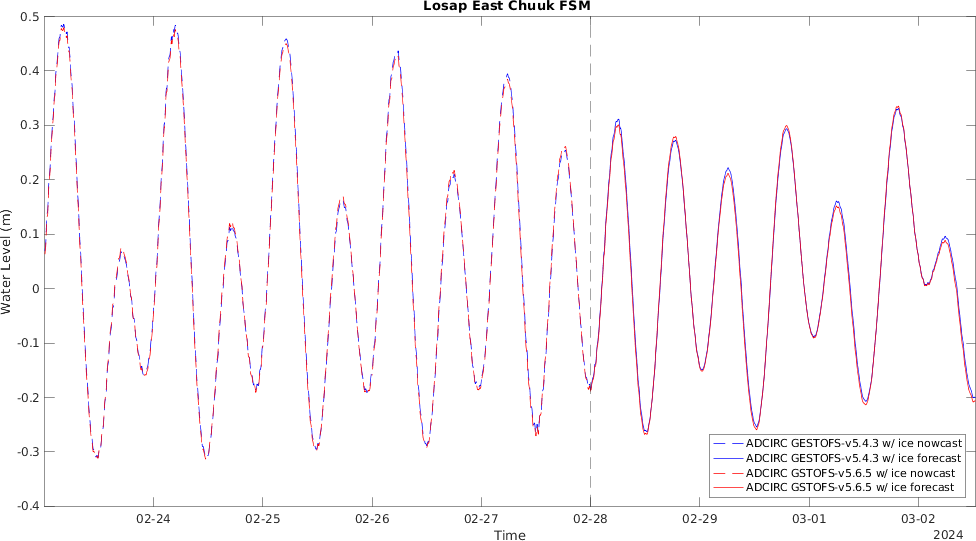 Losap East Chuuk FSM
0.5
0.4
0.3
0.2
0.1
0
-0.1
-0.2
-0.3
-0.4
Water Level (m)
02-24 02-25 02-26 02-27 02-28 02-29 03-01 03-02
Time
2024
ADCIRC GESTOFS-v5.4.3 w/ ice nowcast
ADCIRC GESTOFS-v5.4.3 w/ ice forecast
ADCIRC GSTOFS-v5.6.5 w/ ice nowcast
ADCIRC GSTOFS-v5.6.5 w/ ice forecast